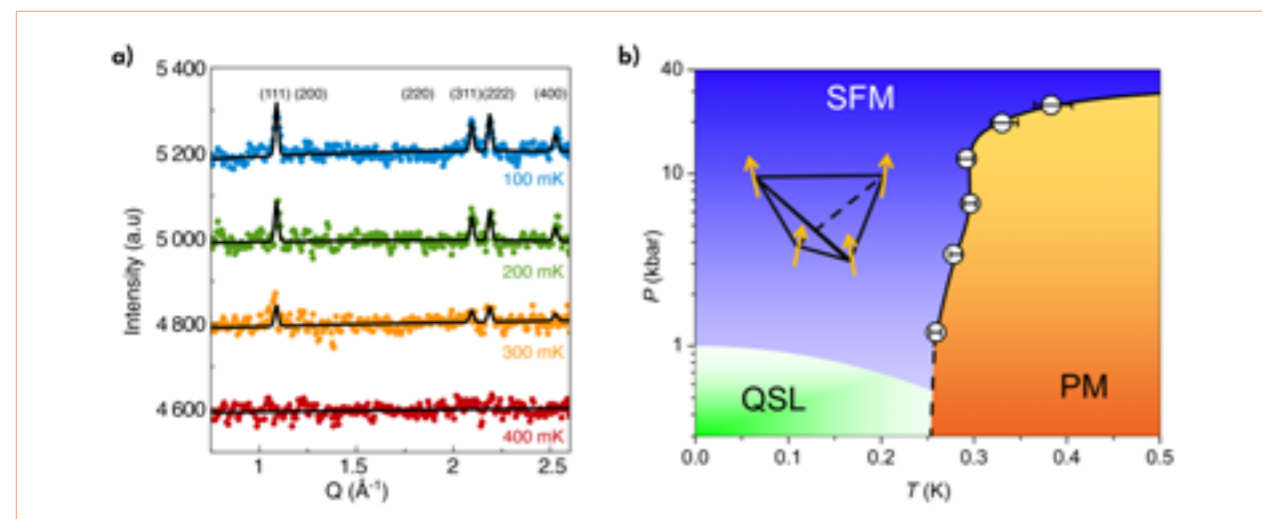 a)
5 400
5 200
5 000
4 800
4 600
Intensity (a.u)
(111) (200) (220) (311)(222) (400)
100 mK
200 mK
300 mK
400 mK
1 1.5 2 2.5
Q (Å⁻¹)
b)
40
10
1
P (kbar)
SFM
QSL
PM
0.0 0.1 0.2 0.3 0.4 0.5
T (K)